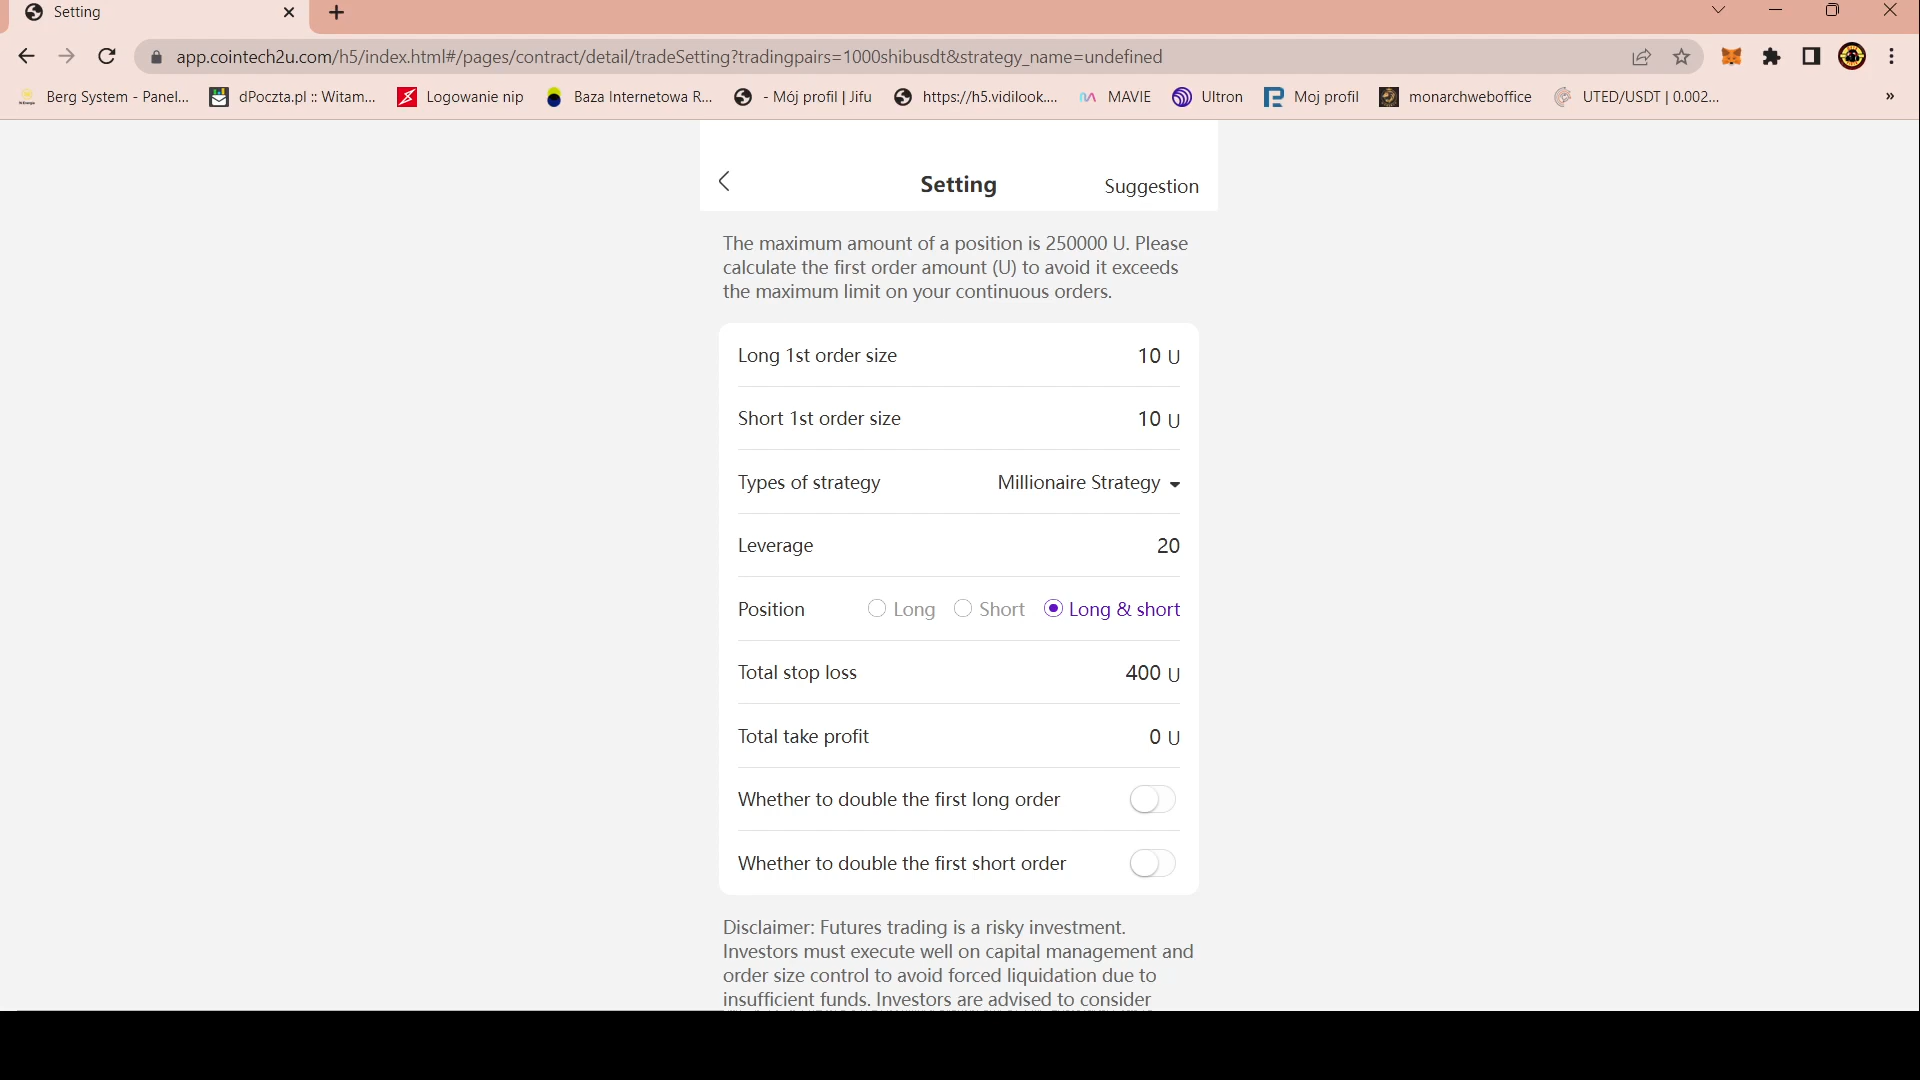 Setting
app.cointech2u.com/h5/index.html#/pages/contract/detail/tradeSetting?tradingpairs=1000shibusdt&strategy_name=undefined
Berg System - Panel... dPoczta.pl :: Witam... Logowanie nip Baza Internetowa R... - Mój profil | Jifu https://h5.vidilook.... MAVIE Ultron Moj profil monarchweboffice UTED/USDT | 0.002... »
Setting Suggestion
The maximum amount of a position is 250000 U. Please
calculate the first order amount (U) to avoid it exceeds
the maximum limit on your continuous orders.
Long 1st order size 10 U
Short 1st order size 10 U
Types of strategy Millionaire Strategy
Leverage 20
Position Long Short Long & short
Total stop loss 400 U
Total take profit 0 U
Whether to double the first long order
Whether to double the first short order
Disclaimer: Futures trading is a risky investment.
Investors must execute well on capital management and
order size control to avoid forced liquidation due to
insufficient funds. Investors are advised to consider